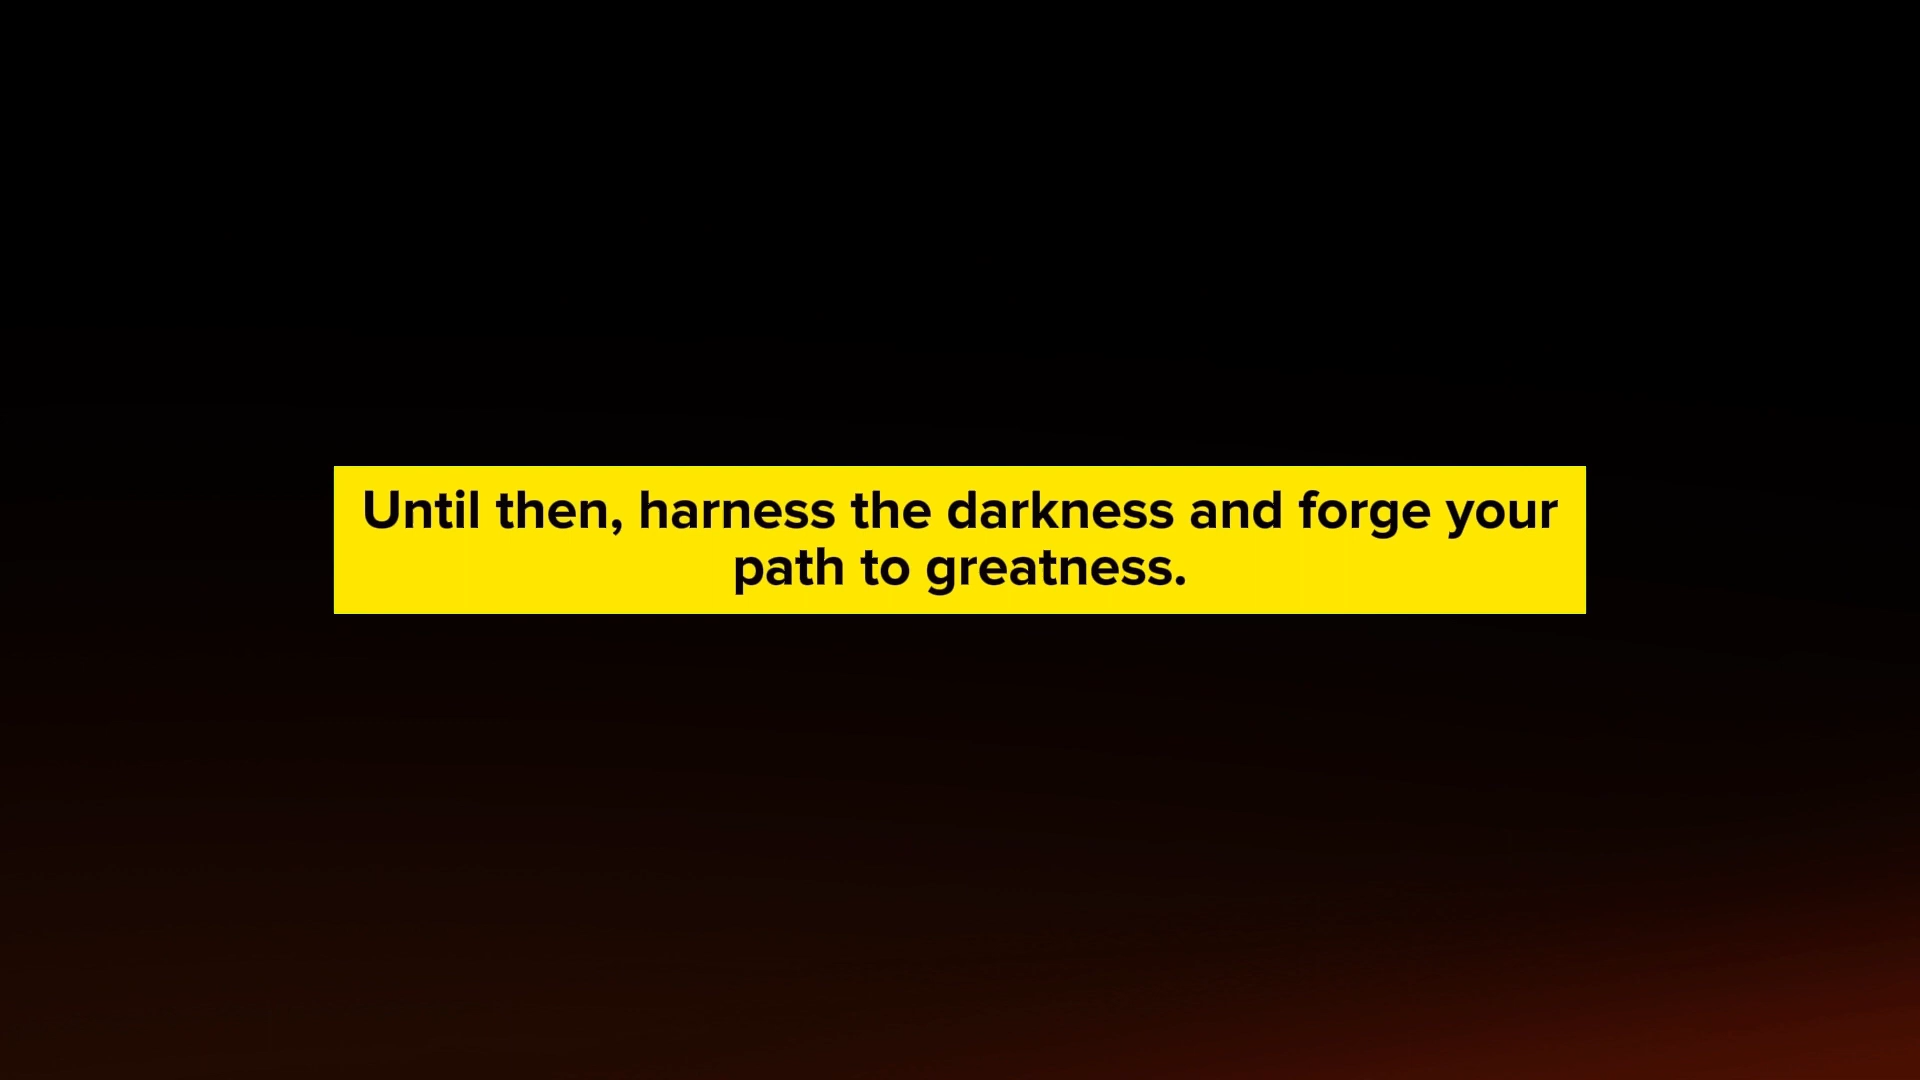 Until then, harness the darkness and forge your
path to greatness.